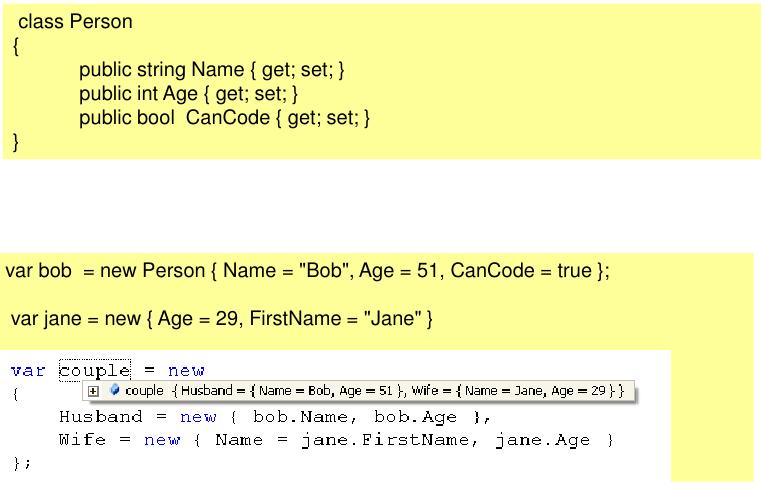 class Person
{
public string Name { get; set; }
public int Age { get; set; }
public bool CanCode { get; set; }
}
var bob = new Person { Name = "Bob", Age = 51, CanCode = true };
var jane = new { Age = 29, FirstName = "Jane" }
var couple = new
{
couple { Husband = { Name = Bob, Age = 51 }, Wife = { Name = Jane, Age = 29 } }
Husband = new { bob.Name, bob.Age },
Wife = new { Name = jane.FirstName, jane.Age }
};